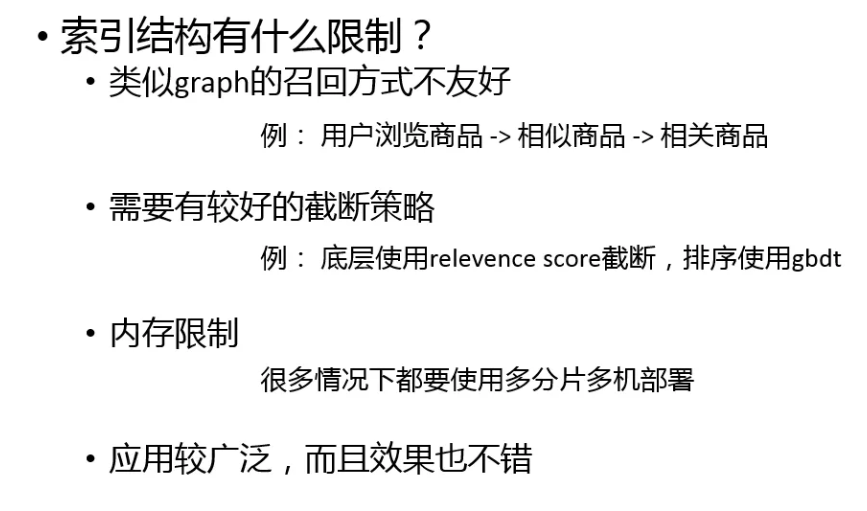 • 索引结构有什么限制？
• 类似graph的召回方式不友好
例： 用户浏览商品 -> 相似商品 -> 相关商品
• 需要有较好的截断策略
例： 底层使用relevence score截断，排序使用gbdt
• 内存限制
很多情况下都要使用多分片多机部署
• 应用较广泛，而且效果也不错